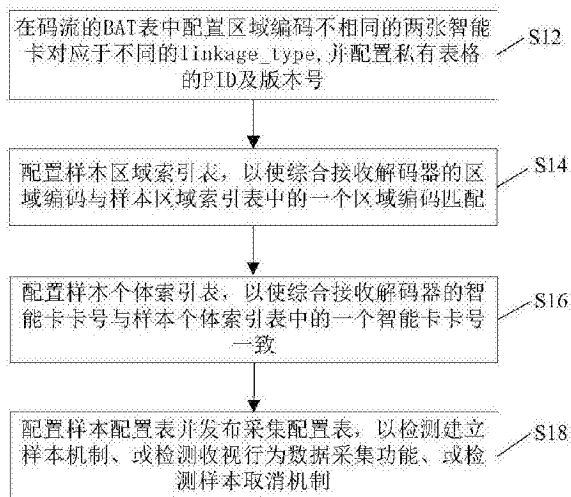 在码流的BAT表中配置区域编码不相同的两张智能
卡对应于不同的linkage_type,并配置私有表格
的PID及版本号
S12
配置样本区域索引表，以使综合接收解码器的区
域编码与样本区域索引表中的一个区域编码匹配
S14
配置样本个体索引表，以使综合接收解码器的智
能卡卡号与样本个体索引表中的一个智能卡卡号
一致
S16
配置样本配置表并发布采集配置表，以检测建立
样本机制、或检测收视行为数据采集功能、或检
测样本取消机制
S18